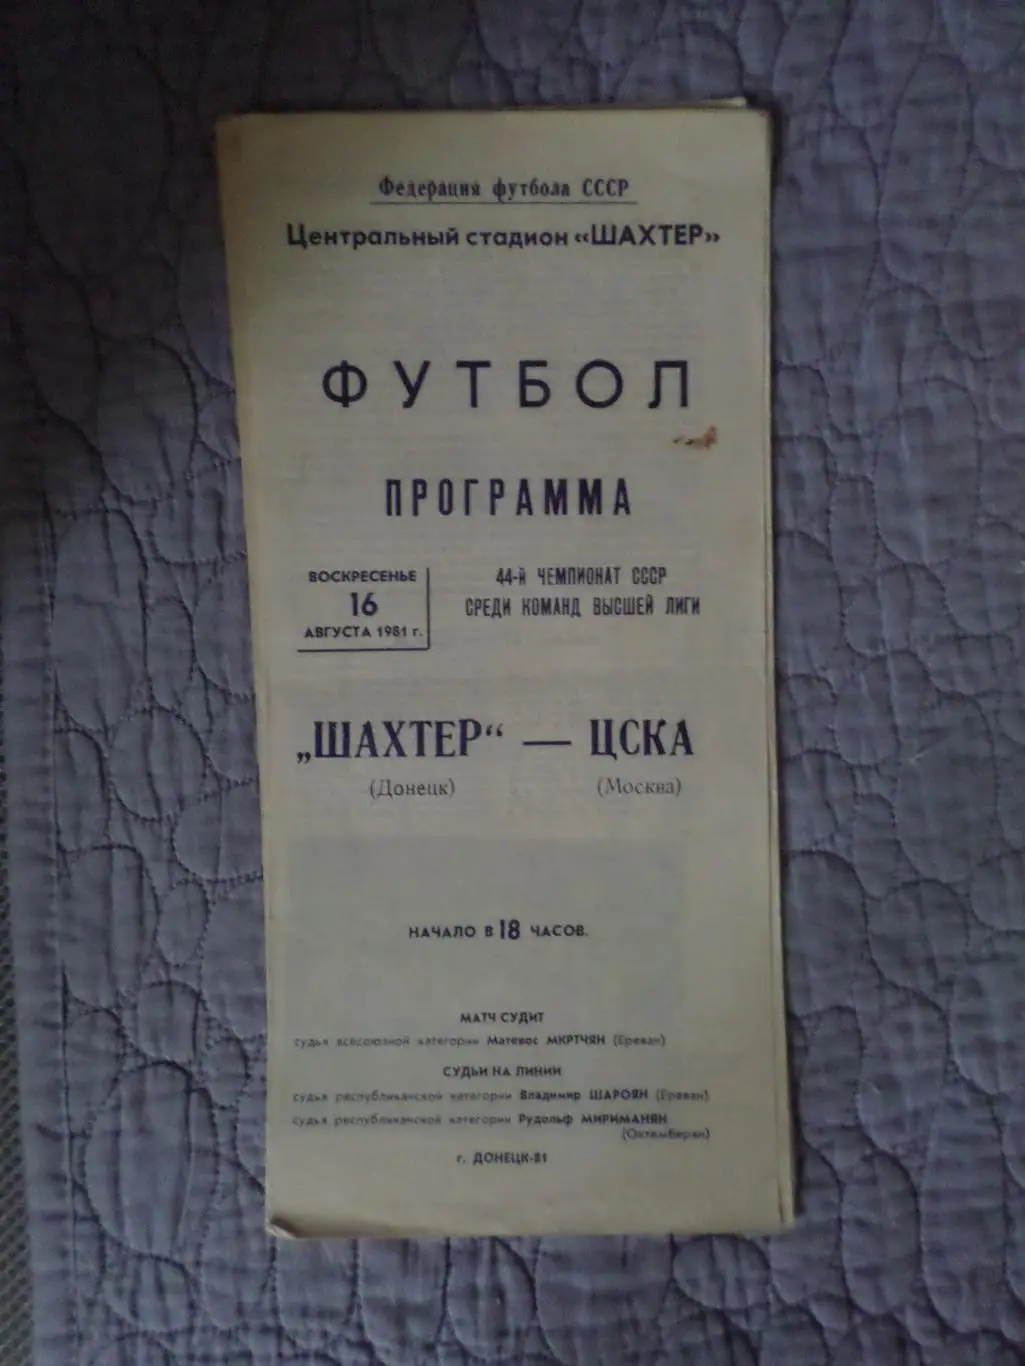 Федерация футбола СССР
Центральный стадион «ШАХТЕР»
ФУТБОЛ
ПРОГРАММА
ВОСКРЕСЕНЬЕ
16
АВГУСТА 1981 г.
44-й ЧЕМПИОНАТ СССР
СРЕДИ КОМАНД ВЫСШЕЙ ЛИГИ
„ШАХТЕР“ — ЦСКА
(Донецк) (Москва)
НАЧАЛО В 18 ЧАСОВ.
МАТЧ СУДИТ
судья всесоюзной категории Матевос МКРТЧЯН (Ереван)
СУДЬИ НА ЛИНИИ
судья республиканской категории Владимир ШАРОЯН (Ереван)
судья республиканской категории Рудольф МИРИМАНЯН
(Октемберян)
г. ДОНЕЦК-81